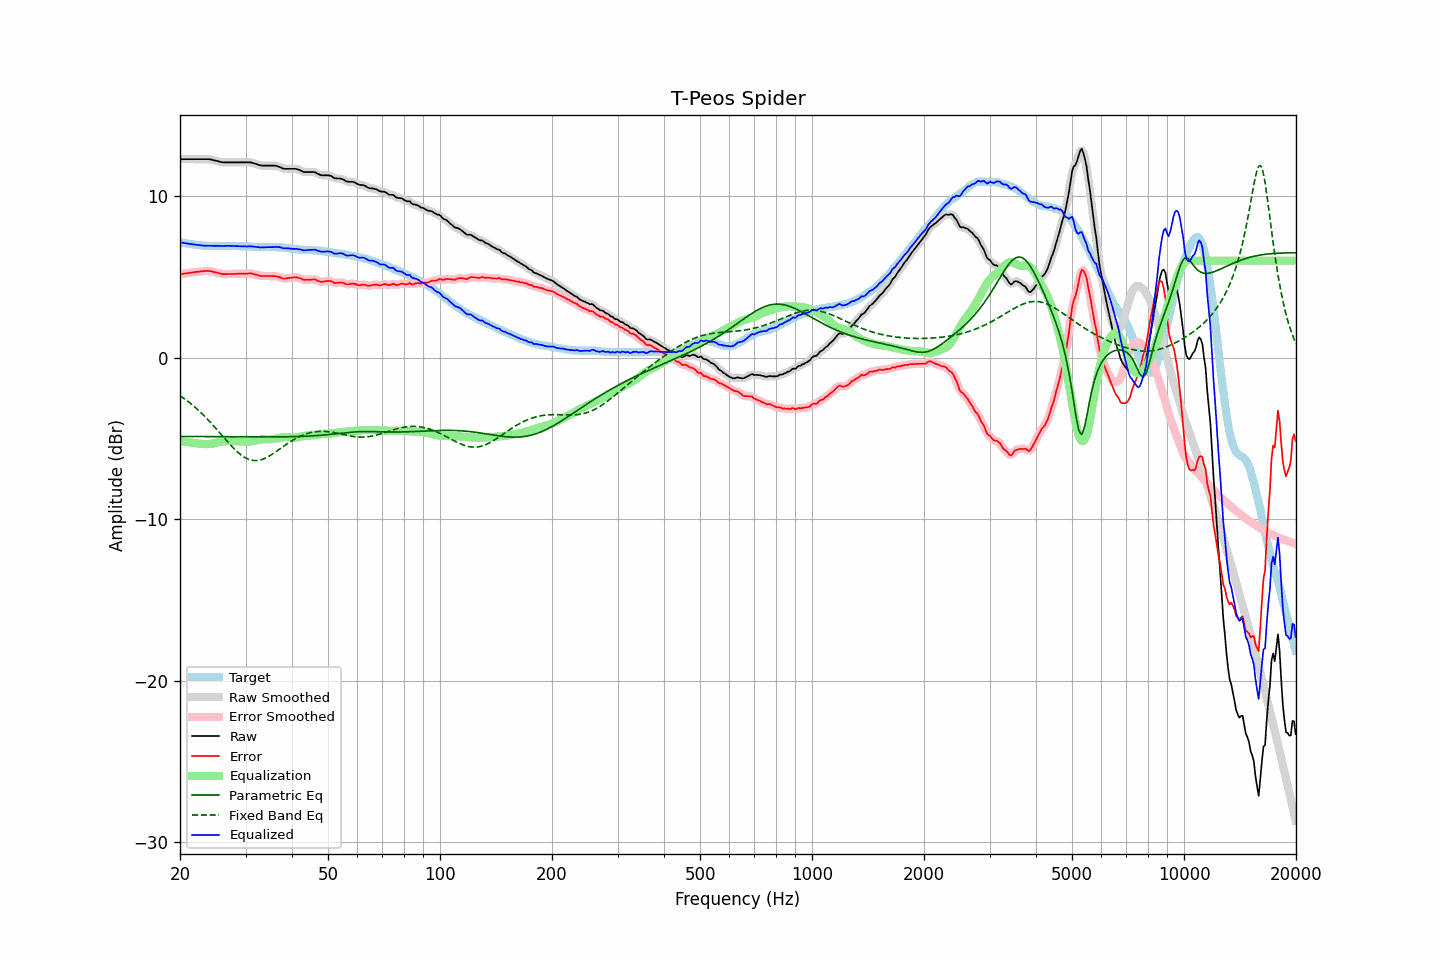 T-Peos Spider
Amplitude (dBr)
10
0
−10
−20
−30
20
50
100
200
500
1000
2000
5000
10000
20000
Frequency (Hz)
Target
Raw Smoothed
Error Smoothed
Raw
Error
Equalization
Parametric Eq
Fixed Band Eq
Equalized